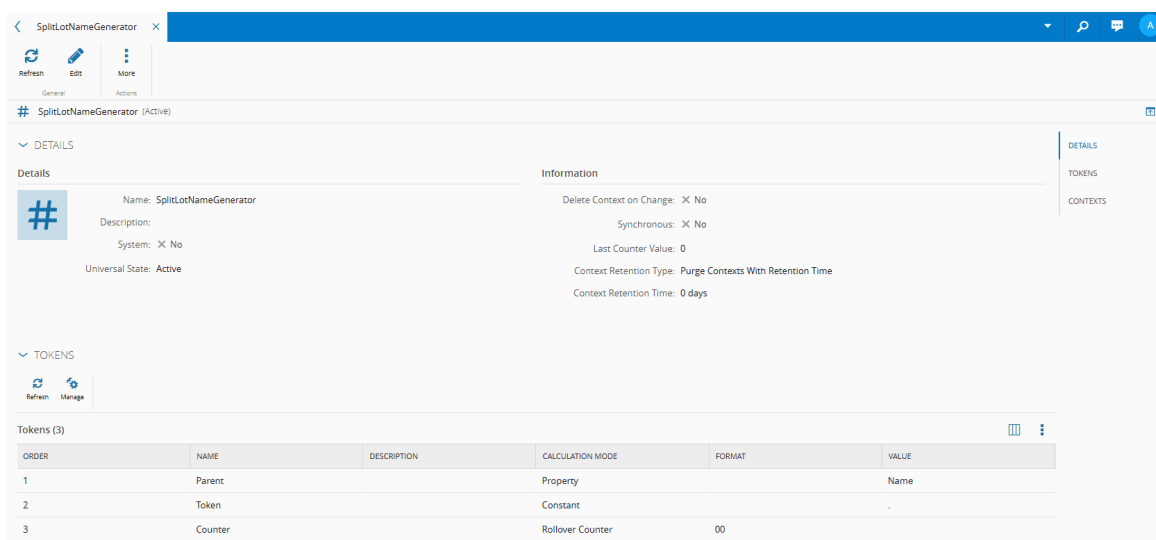 SplitLotNameGenerator
A
Refresh Edit More
General Actions
# SplitLotNameGenerator (Active)
DETAILS
Details
Name: SplitLotNameGenerator
Description:
System: No
Universal State: Active
Information
Delete Context on Change: No
Synchronous: No
Last Counter Value: 0
Context Retention Type: Purge Contexts With Retention Time
Context Retention Time: 0 days
DETAILS
TOKENS
CONTEXTS
TOKENS
Refresh Manage
Tokens (3)
ORDER NAME DESCRIPTION CALCULATION MODE FORMAT VALUE
1 Parent Property Name
2 Token Constant .
3 Counter Rollover Counter 00